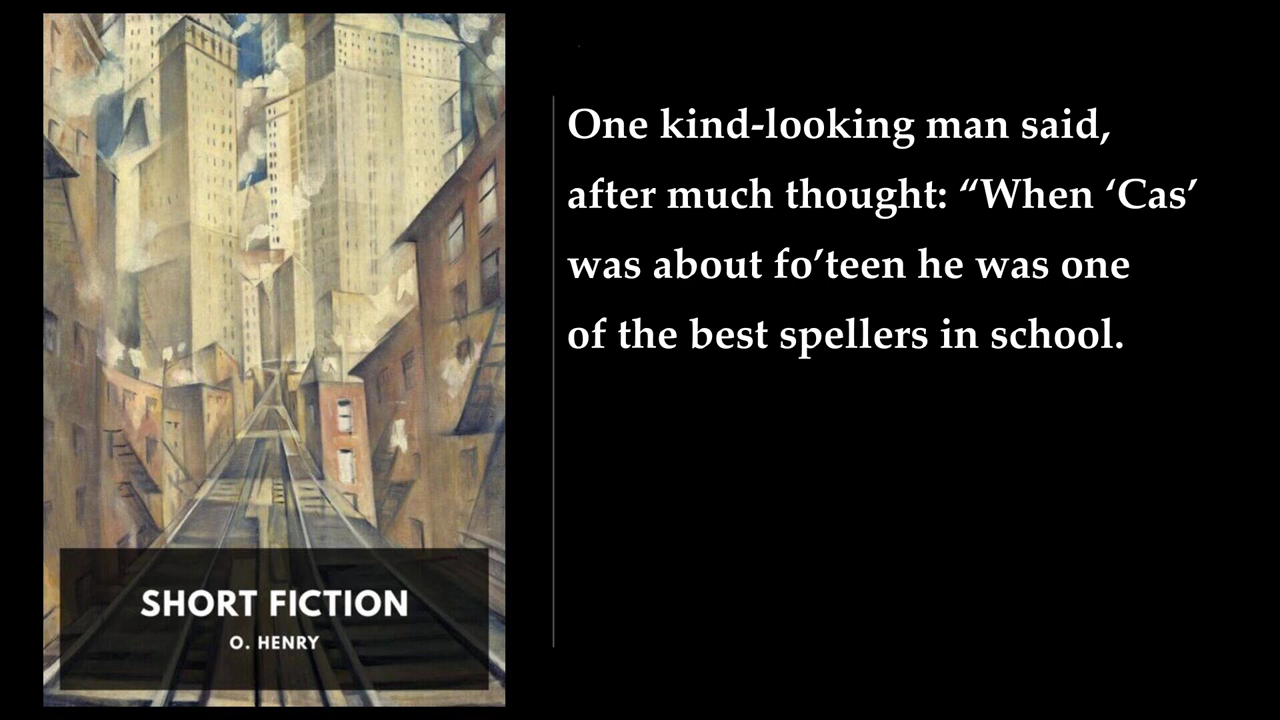 One kind-looking man said,
after much thought: “When ‘Cas’
was about fo’teen he was one
of the best spellers in school.
SHORT FICTION
O. HENRY